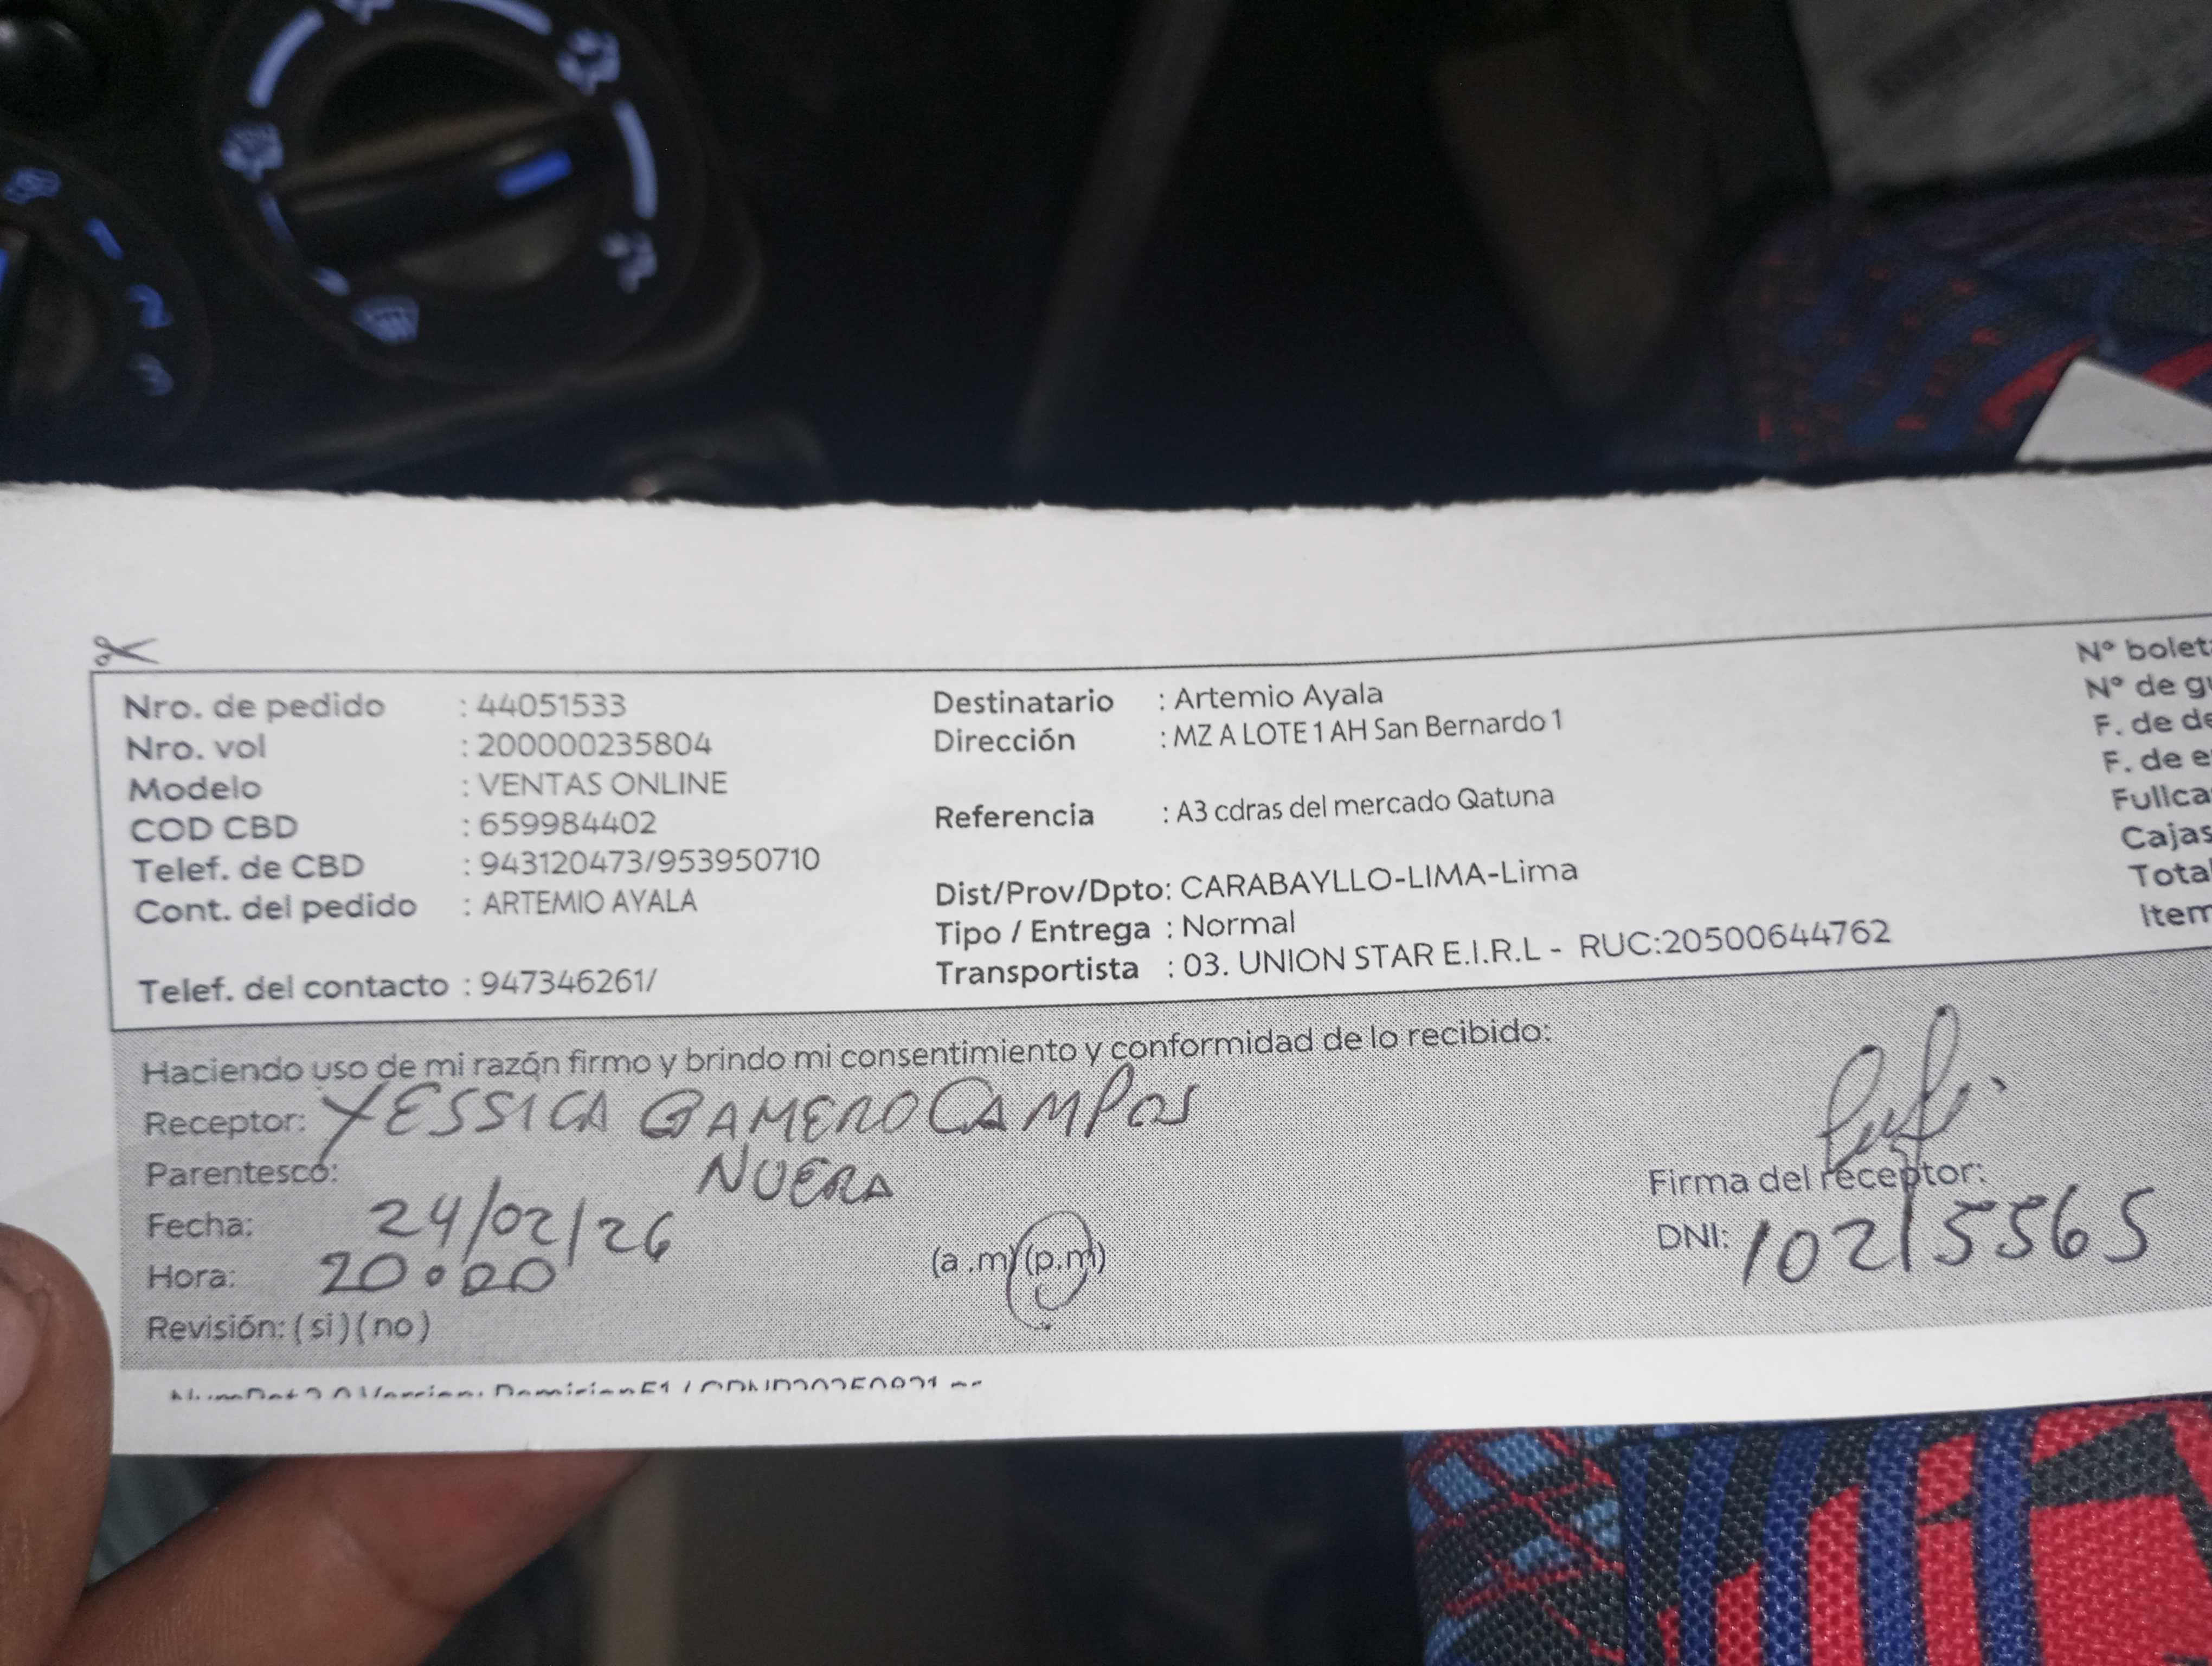 Nro. de pedido : 44051533
Nro. vol : 200000235804
Modelo : VENTAS ONLINE
COD CBD : 659984402
Telef. de CBD : 943120473/953950710
Cont. del pedido : ARTEMIO AYALA
Telef. del contacto : 947346261/
Destinatario : Artemio Ayala
Dirección : MZ A LOTE 1 AH San Bernardo 1
Referencia : A3 cdras del mercado Qatuna
Dist/Prov/Dpto: CARABAYLLO-LIMA-Lima
Tipo / Entrega : Normal
Transportista : 03. UNION STAR E.I.R.L - RUC:20500644762
N° bolet
N° de gu
F. de de
F. de e
Fullca
Cajas
Total
Item
Haciendo uso de mi razón firmo y brindo mi consentimiento y conformidad de lo recibido:
Receptor: YESSICA GAMERO CAMPOS
Parentesco: NUERA
Fecha: 24/02/26
Hora: 20:20 (a.m)(p.m)
Revisión: (si)(no)
Firma del receptor:
DNI: 10215565
1
2
3